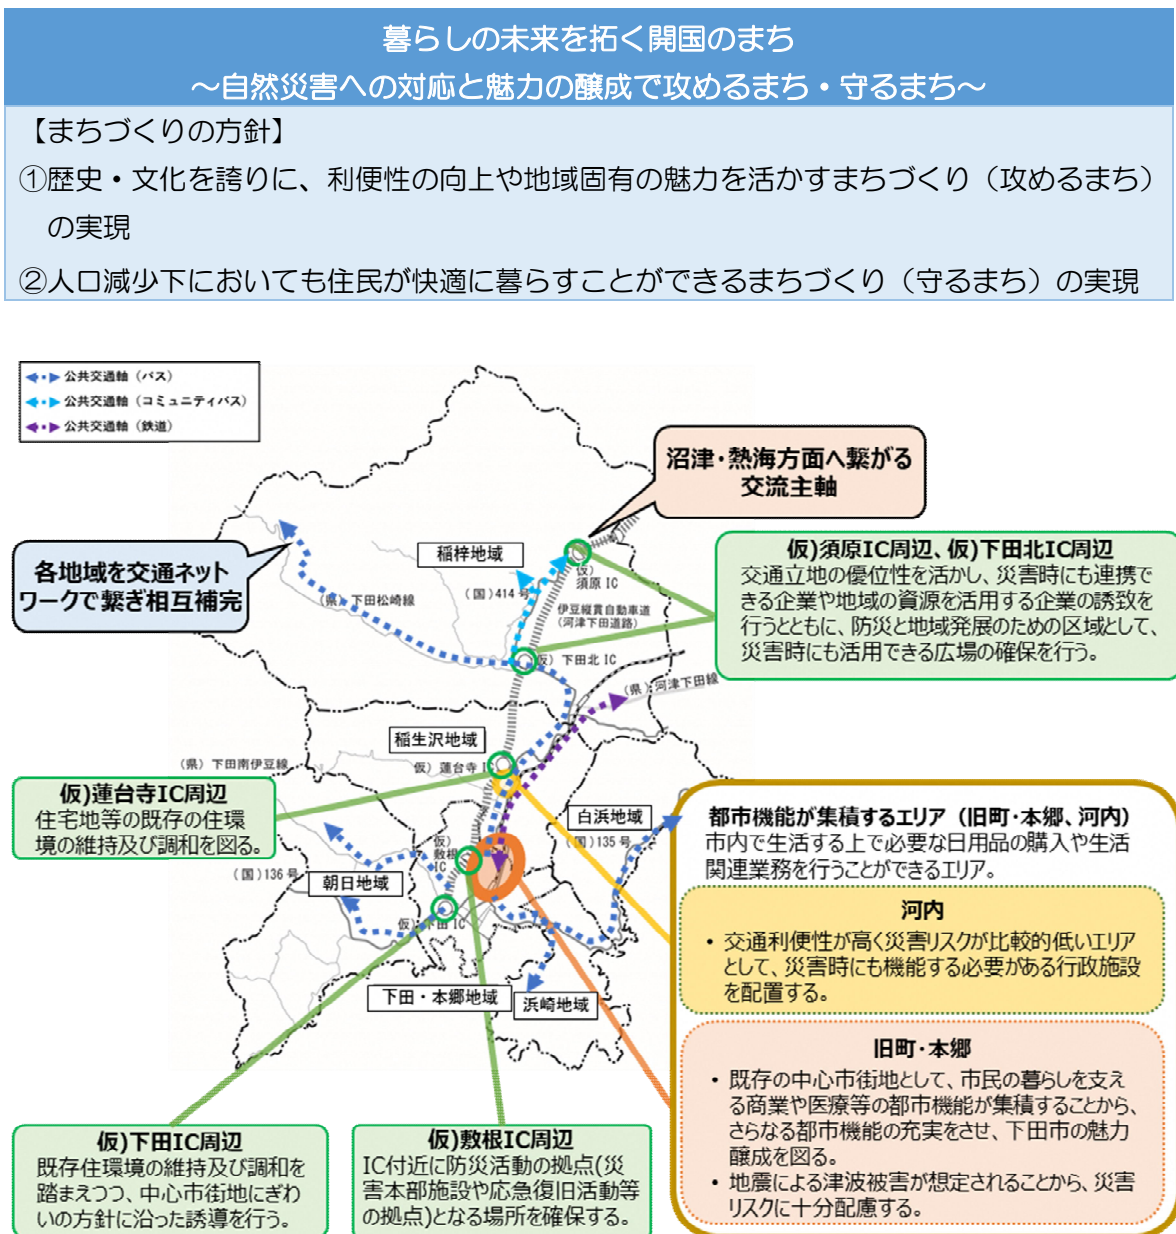 暮らしの未来を拓く開国のまち
～自然災害への対応と魅力の醸成で攻めるまち・守るまち～
【まちづくりの方針】
①歴史・文化を誇りに、利便性の向上や地域固有の魅力を活かすまちづくり（攻めるまち）
の実現
②人口減少下においても住民が快適に暮らすことができるまちづくり（守るまち）の実現
公共交通軸（バス）
公共交通軸（コミュニティバス）
公共交通軸（鉄道）
沼津・熱海方面へ繋がる
交流主軸
各地域を交通ネット
ワークで繋ぎ相互補完
稲梓地域
仮）
須原 IC
（国）414 号
（県）下田松崎線
伊豆縦貫自動車道
（河津下田道路）
仮）下田北 IC
（県）河津下田線
仮)須原IC周辺、仮)下田北IC周辺
交通立地の優位性を活かし、災害時にも連携で
きる企業や地域の資源を活用する企業の誘致を
行うとともに、防災と地域発展のための区域として、
災害時にも活用できる広場の確保を行う。
稲生沢地域
（県）下田南伊豆線
仮）蓮台寺 IC
仮)蓮台寺IC周辺
住宅地等の既存の住環
境の維持及び調和を図る。
白浜地域
（国）135 号
仮）
敷根
IC
（国）136 号
朝日地域
仮）下田 IC
下田・本郷地域
浜崎地域
都市機能が集積するエリア（旧町・本郷、河内）
市内で生活する上で必要な日用品の購入や生活
関連業務を行うことができるエリア。
河内
・ 交通利便性が高く災害リスクが比較的低いエリア
として、災害時にも機能する必要がある行政施設
を配置する。
旧町・本郷
・ 既存の中心市街地として、市民の暮らしを支え
る商業や医療等の都市機能が集積することから、
さらなる都市機能の充実をさせ、下田市の魅力
醸成を図る。
・ 地震による津波被害が想定されることから、災害
リスクに十分配慮する。
仮)下田IC周辺
既存住環境の維持及び調和を
踏まえつつ、中心市街地にぎわ
いの方針に沿った誘導を行う。
仮)敷根IC周辺
IC付近に防災活動の拠点(災
害本部施設や応急復旧活動等
の拠点)となる場所を確保する。